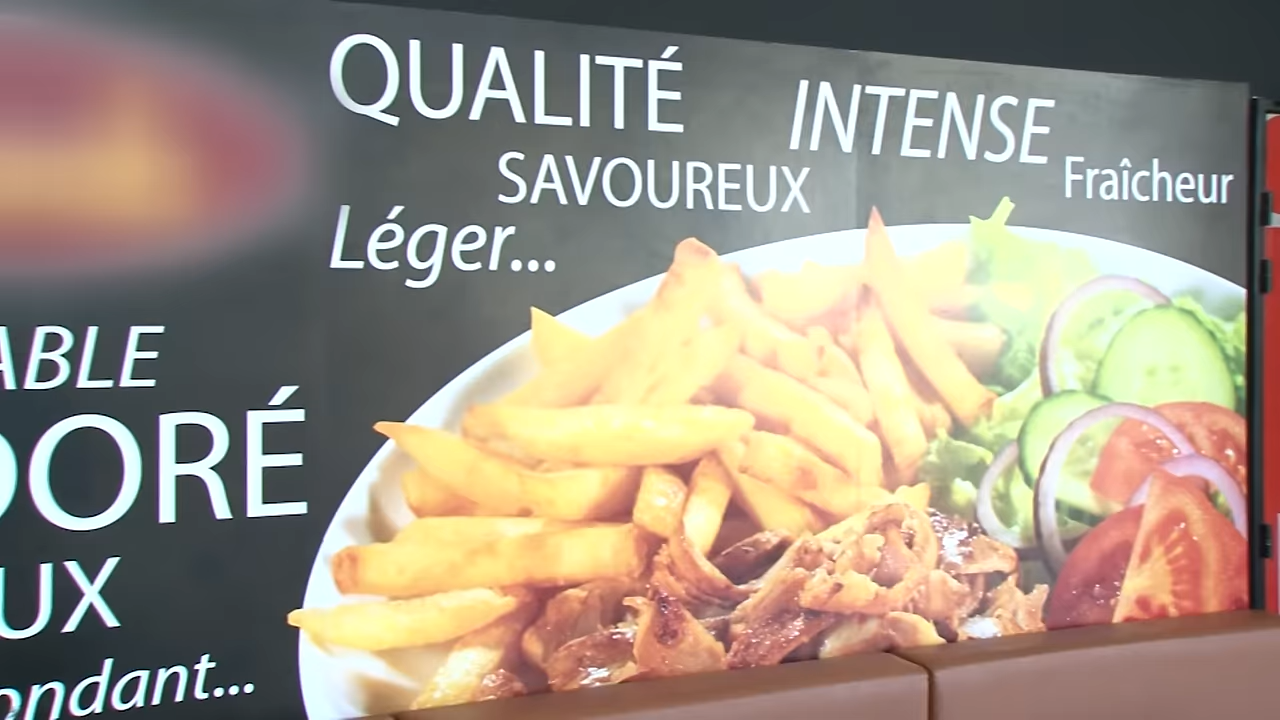 QUALITÉ
INTENSE
SAVOUREUX
Fraîcheur
Léger...
ABLE
DORÉ
UX
ondant...